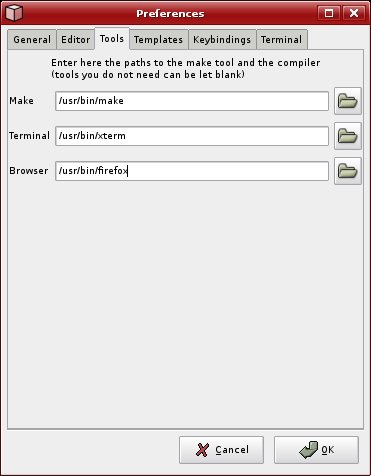 Preferences
General Editor Tools Templates Keybindings Terminal
Enter here the paths to the make tool and the compiler
(tools you do not need can be let blank)
Make /usr/bin/make
Terminal /usr/bin/xterm
Browser /usr/bin/firefox
Cancel OK